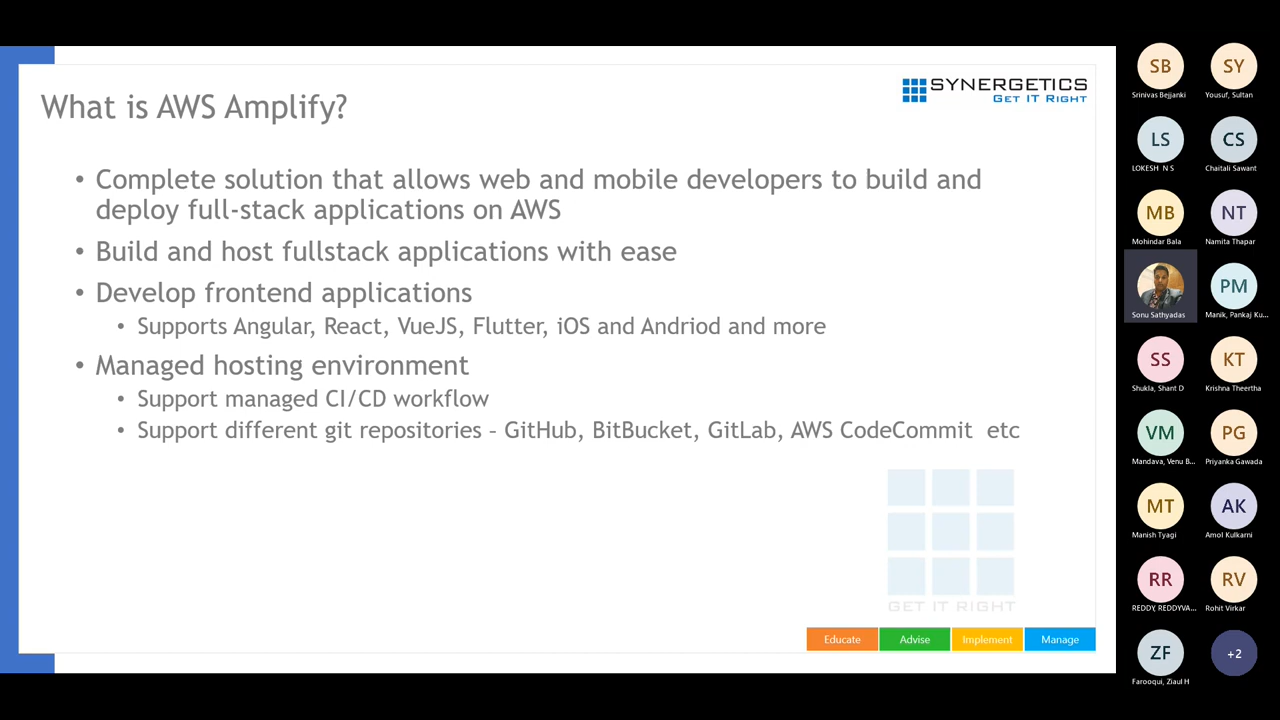 What is AWS Amplify?
SYNERGETICS
GET IT RIGHT
• Complete solution that allows web and mobile developers to build and
deploy full-stack applications on AWS
• Build and host fullstack applications with ease
• Develop frontend applications
• Supports Angular, React, VueJS, Flutter, iOS and Andriod and more
• Managed hosting environment
• Support managed CI/CD workflow
• Support different git repositories – GitHub, BitBucket, GitLab, AWS CodeCommit etc
GET IT RIGHT
Educate
Advise
Implement
Manage
SB
Srinivas Bejjanki
SY
Yousuf, Sultan
LS
LOKESH N S
CS
Chaitali Sawant
MB
Mohindar Bala
NT
Namita Thapar
Sonu Sathyadas
PM
Manik, Pankaj Ku...
SS
Shukla, Shant D
KT
Krishna Theertha
VM
Mandava, Venu B...
PG
Priyanka Gawada
MT
Manish Tyagi
AK
Amol Kulkarni
RR
REDDY, REDDYVA...
RV
Rohit Virkar
ZF
Farooqui, Ziaul H
+2